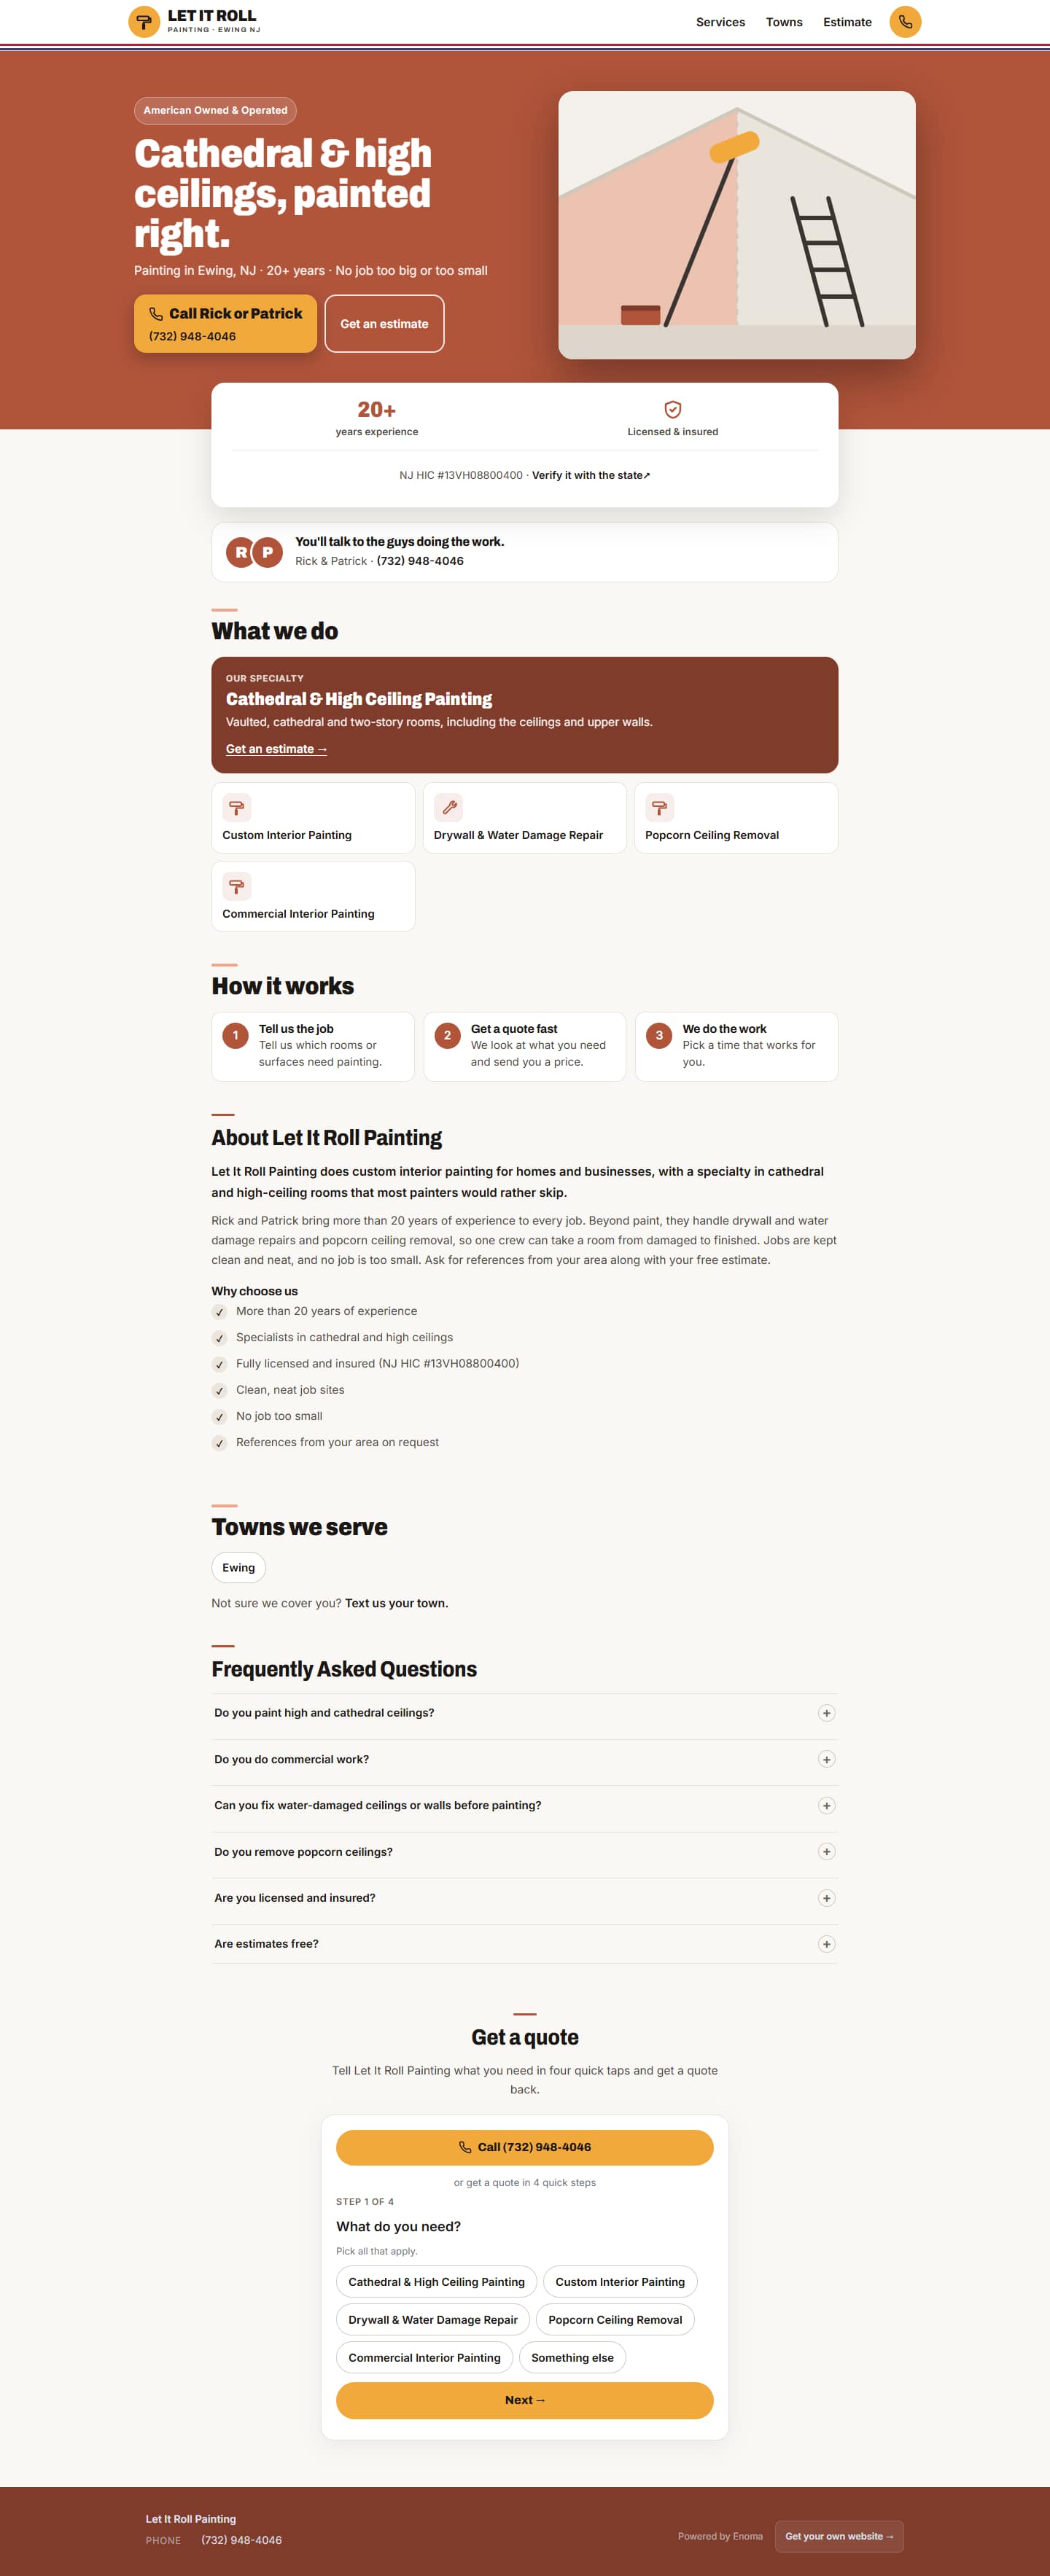 LET IT ROLL
PAINTING · EWING NJ
Services
Towns
Estimate
American Owned & Operated
Cathedral & high
ceilings, painted
right.
Painting in Ewing, NJ · 20+ years · No job too big or too small
Call Rick or Patrick
(732) 948-4046
Get an estimate
20+
years experience
Licensed & insured
NJ HIC #13VH08800400 · Verify it with the state↗
R
P
You'll talk to the guys doing the work.
Rick & Patrick · (732) 948-4046
What we do
OUR SPECIALTY
Cathedral & High Ceiling Painting
Vaulted, cathedral and two-story rooms, including the ceilings and upper walls.
Get an estimate →
Custom Interior Painting
Drywall & Water Damage Repair
Popcorn Ceiling Removal
Commercial Interior Painting
How it works
1
Tell us the job
Tell us which rooms or
surfaces need painting.
2
Get a quote fast
We look at what you need
and send you a price.
3
We do the work
Pick a time that works for
you.
About Let It Roll Painting
Let It Roll Painting does custom interior painting for homes and businesses, with a specialty in cathedral
and high-ceiling rooms that most painters would rather skip.
Rick and Patrick bring more than 20 years of experience to every job. Beyond paint, they handle drywall and water
damage repairs and popcorn ceiling removal, so one crew can take a room from damaged to finished. Jobs are kept
clean and neat, and no job is too small. Ask for references from your area along with your free estimate.
Why choose us
✓ More than 20 years of experience
✓ Specialists in cathedral and high ceilings
✓ Fully licensed and insured (NJ HIC #13VH08800400)
✓ Clean, neat job sites
✓ No job too small
✓ References from your area on request
Towns we serve
Ewing
Not sure we cover you? Text us your town.
Frequently Asked Questions
Do you paint high and cathedral ceilings? +
Do you do commercial work? +
Can you fix water-damaged ceilings or walls before painting? +
Do you remove popcorn ceilings? +
Are you licensed and insured? +
Are estimates free? +
Get a quote
Tell Let It Roll Painting what you need in four quick taps and get a quote
back.
Call (732) 948-4046
or get a quote in 4 quick steps
STEP 1 OF 4
What do you need?
Pick all that apply.
Cathedral & High Ceiling Painting
Custom Interior Painting
Drywall & Water Damage Repair
Popcorn Ceiling Removal
Commercial Interior Painting
Something else
Next →
Let It Roll Painting
PHONE (732) 948-4046
Powered by Enoma
Get your own website →